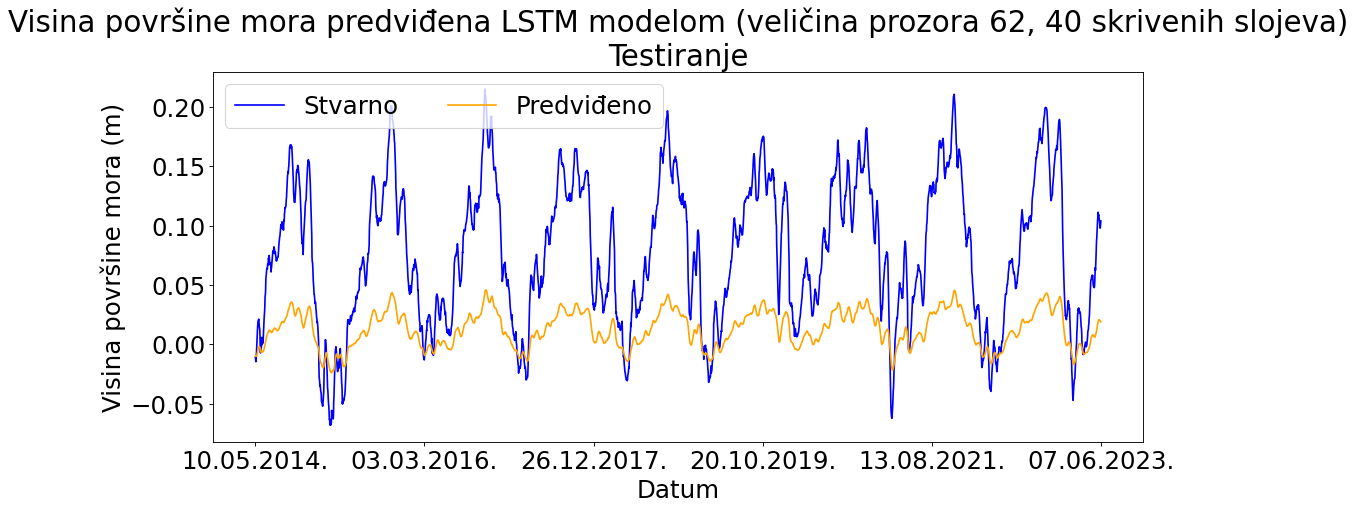 Visina površine mora predviđena LSTM modelom (veličina prozora 62, 40 skrivenih slojeva)
Testiranje
Stvarno Predviđeno
Visina površine mora (m)
0.20
0.15
0.10
0.05
0.00
−0.05
10.05.2014. 03.03.2016. 26.12.2017. 20.10.2019. 13.08.2021. 07.06.2023.
Datum